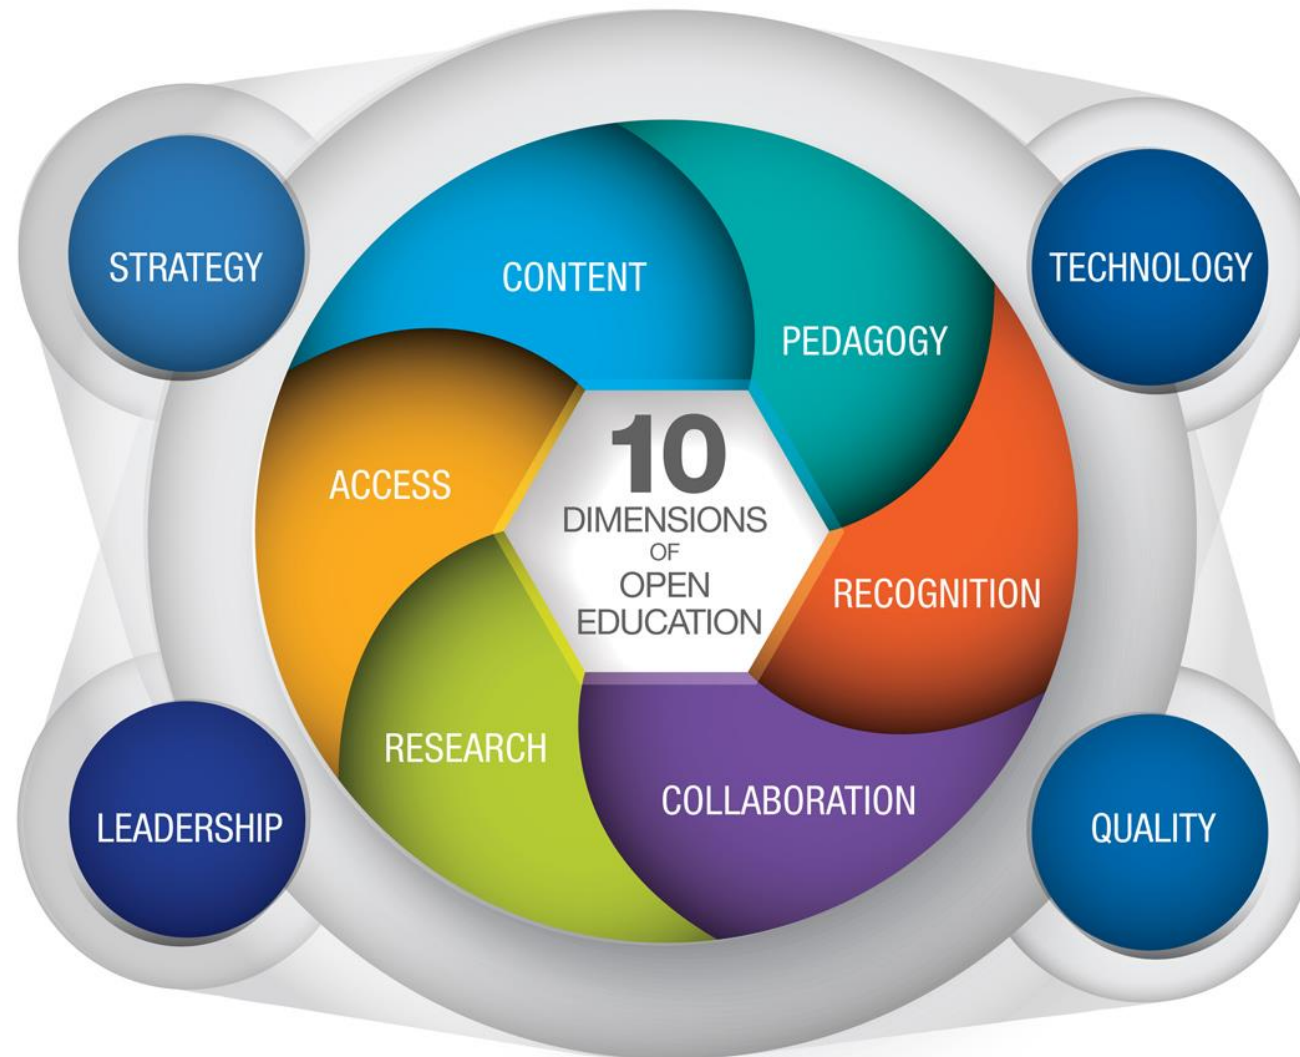 STRATEGY
TECHNOLOGY
CONTENT
PEDAGOGY
ACCESS
10
DIMENSIONS
OF
OPEN
EDUCATION
RECOGNITION
RESEARCH
COLLABORATION
LEADERSHIP
QUALITY